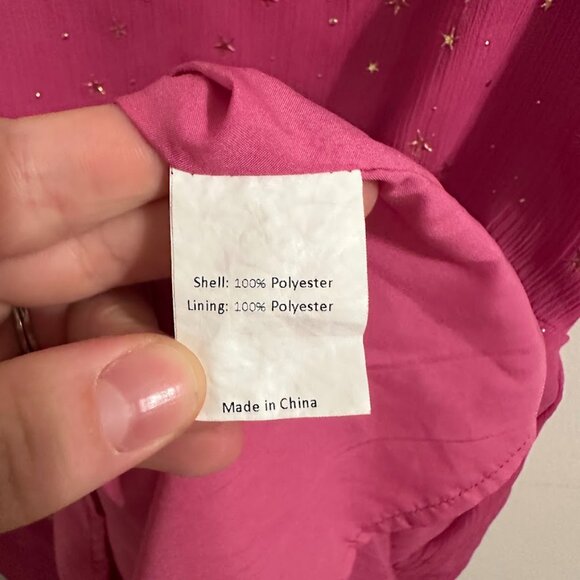 Shell: 100% Polyester
Lining: 100% Polyester
Made in China